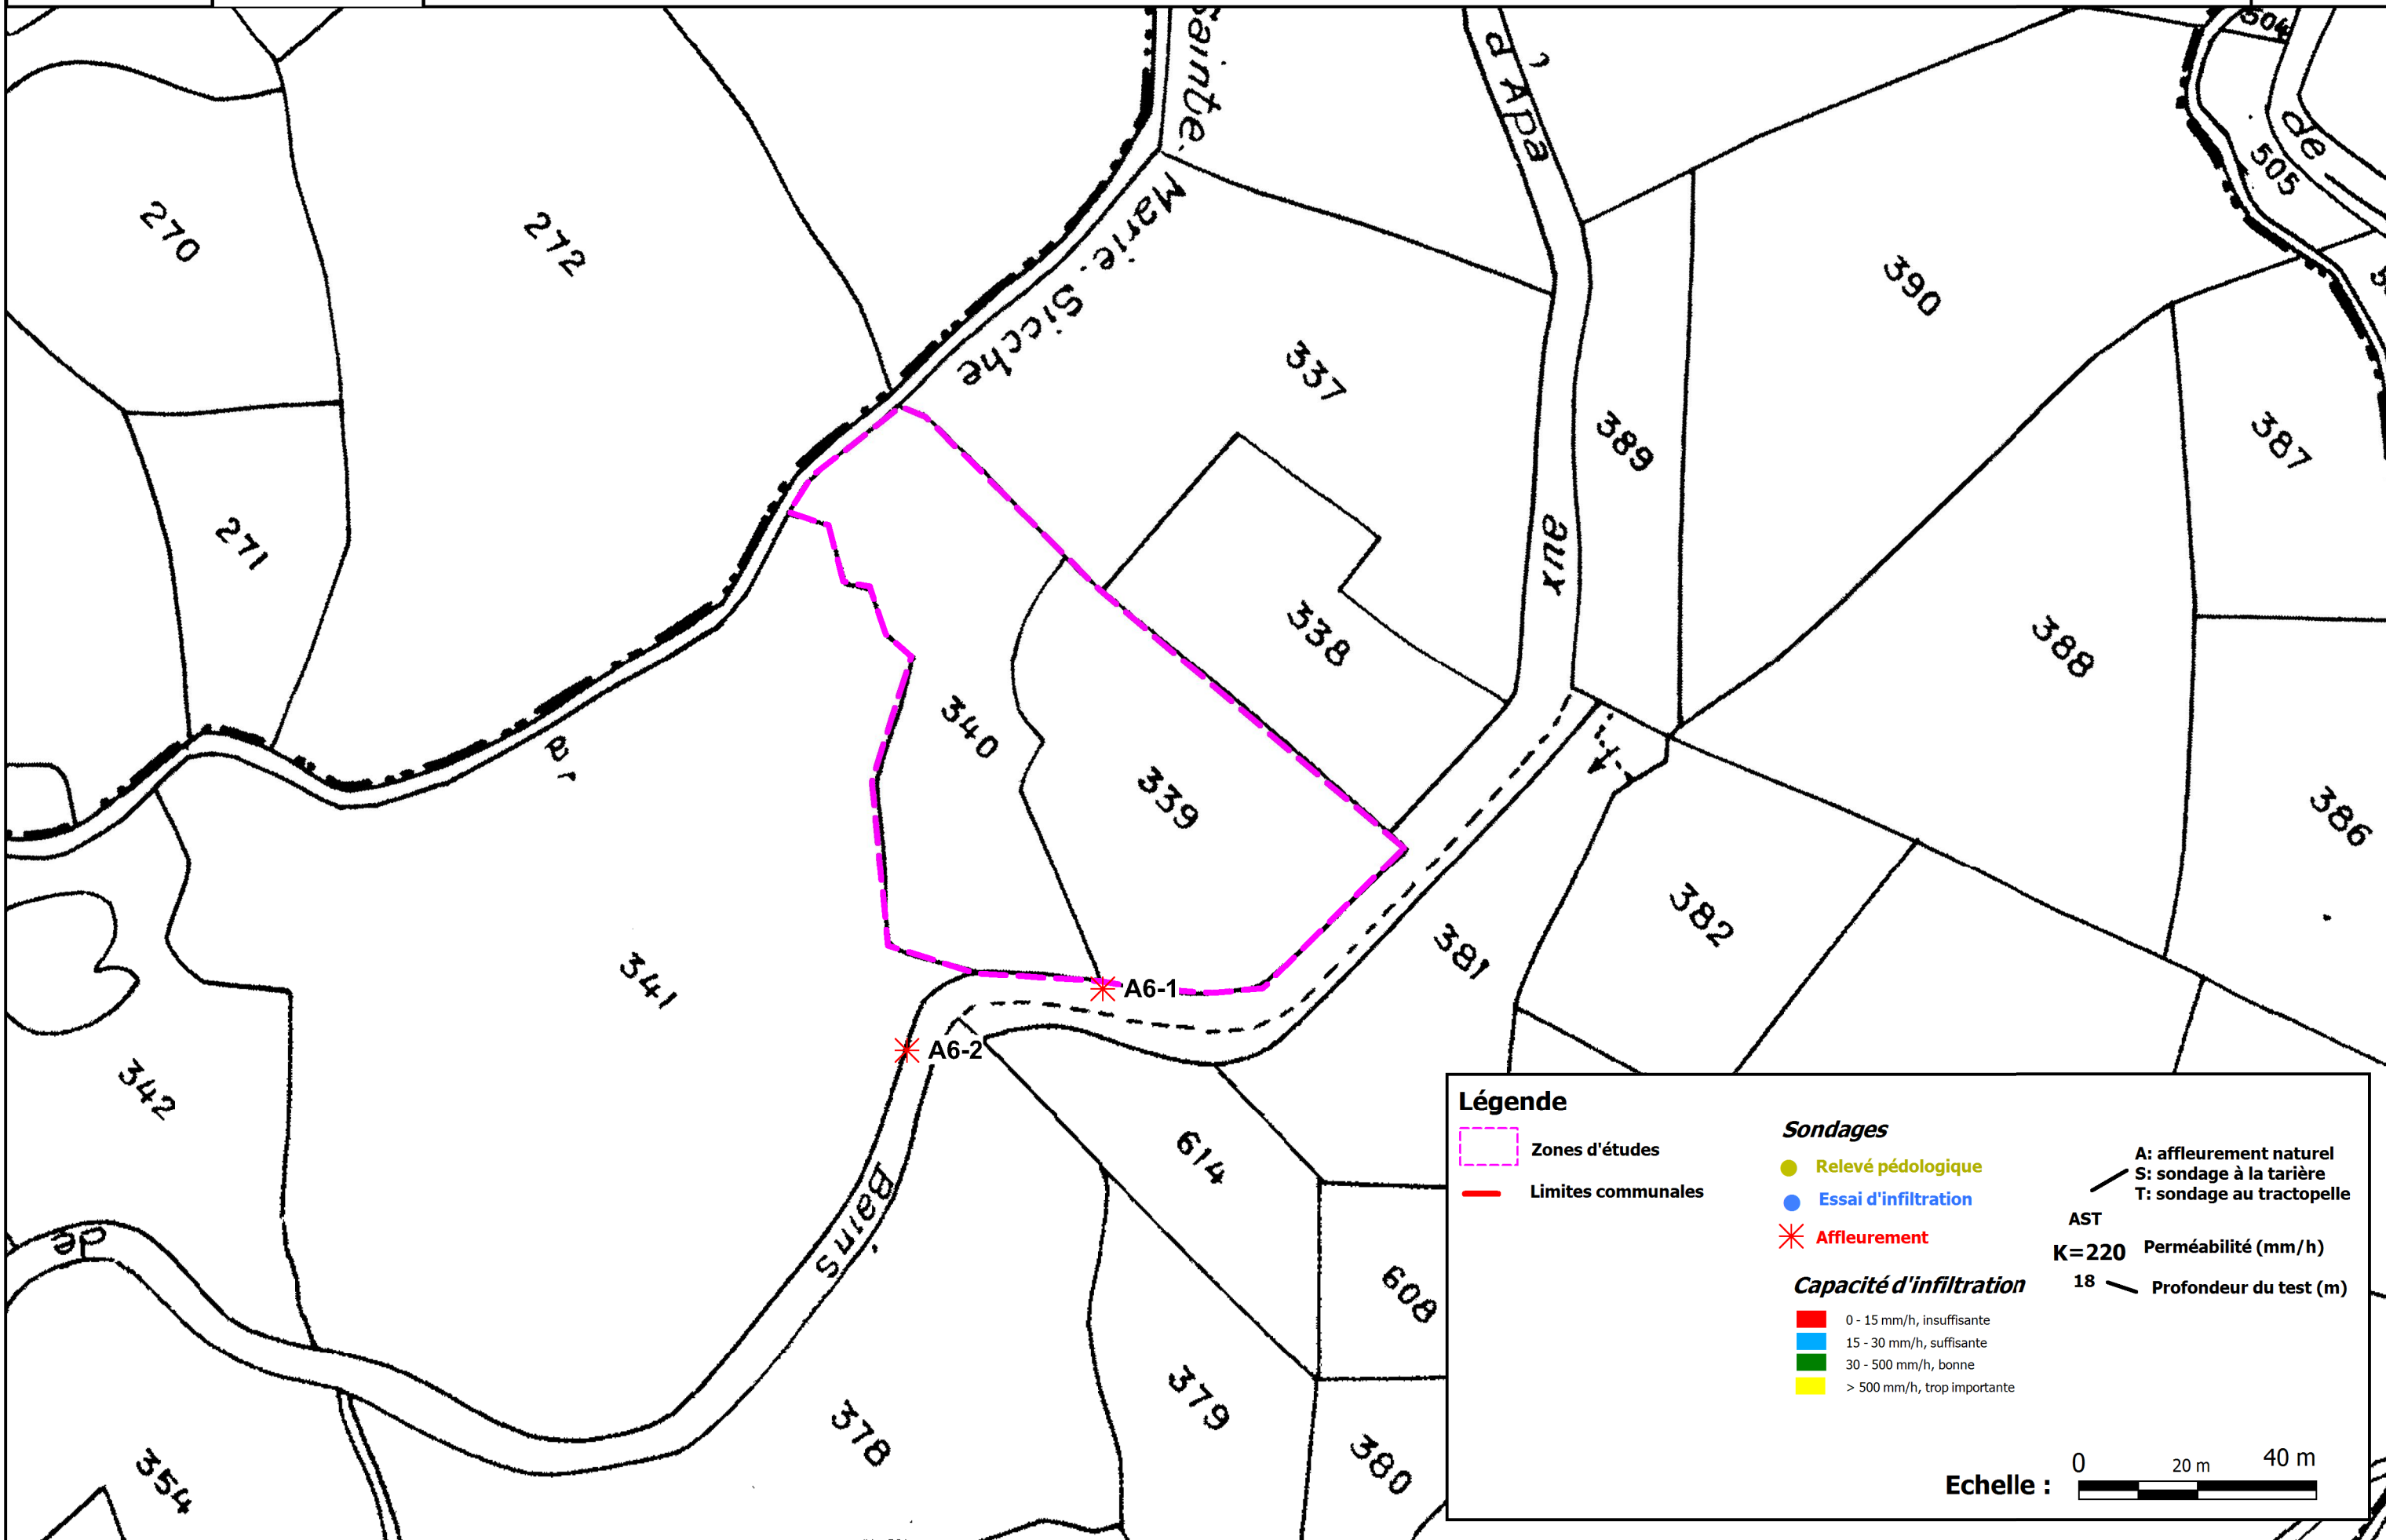 504
de
505
Sainte-
Marie-Sicche
d'Apa
270
272
390
337
389
387
271
aux
338
388
340
339
386
382
381
341
A6-1
A6-2
342
614
Bains
de
608
378
379
380
354
Légende
Zones d'études
Limites communales
Sondages
Relevé pédologique
Essai d'infiltration
Affleurement
A: affleurement naturel
S: sondage à la tarière
T: sondage au tractopelle
AST
K=220 Perméabilité (mm/h)
18 Profondeur du test (m)
Capacité d'infiltration
0 - 15 mm/h, insuffisante
15 - 30 mm/h, suffisante
30 - 500 mm/h, bonne
> 500 mm/h, trop importante
Echelle :
0 20 m 40 m